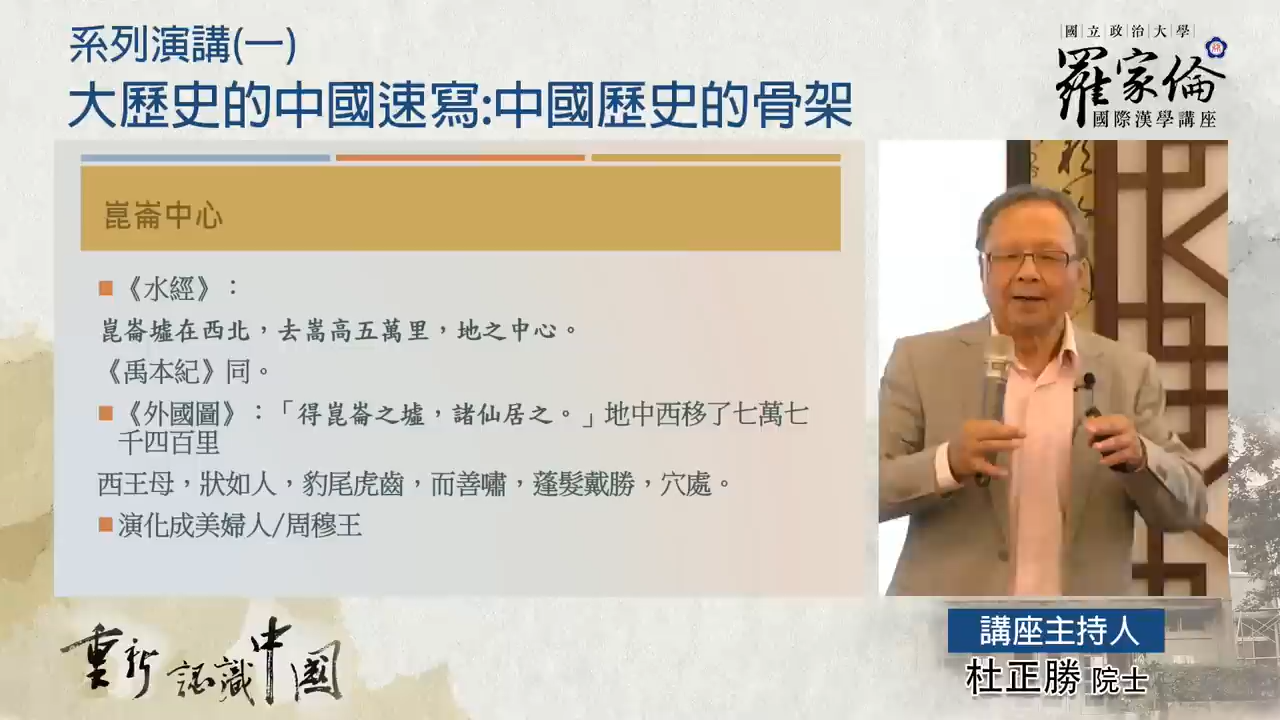 系列演講(一)
大歷史的中國速寫:中國歷史的骨架
國立政治大學
羅家倫
國際漢學講座
崑崙中心
《水經》：
崑崙墟在西北，去嵩高五萬里，地之中心。
《禹本紀》同。
《外國圖》：「得崑崙之墟，諸仙居之。」地中西移了七萬七
千四百里
西王母，狀如人，豹尾虎齒，而善嘯，蓬髮戴勝，穴處。
演化成美婦人/周穆王
重新認識中國
講座主持人
杜正勝 院士